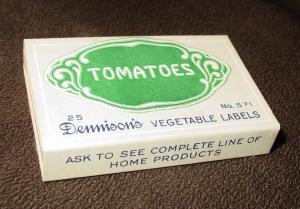 TOMATOES
25 No. 571
Dennison's VEGETABLE LABELS
ASK TO SEE COMPLETE LINE OF
HOME PRODUCTS